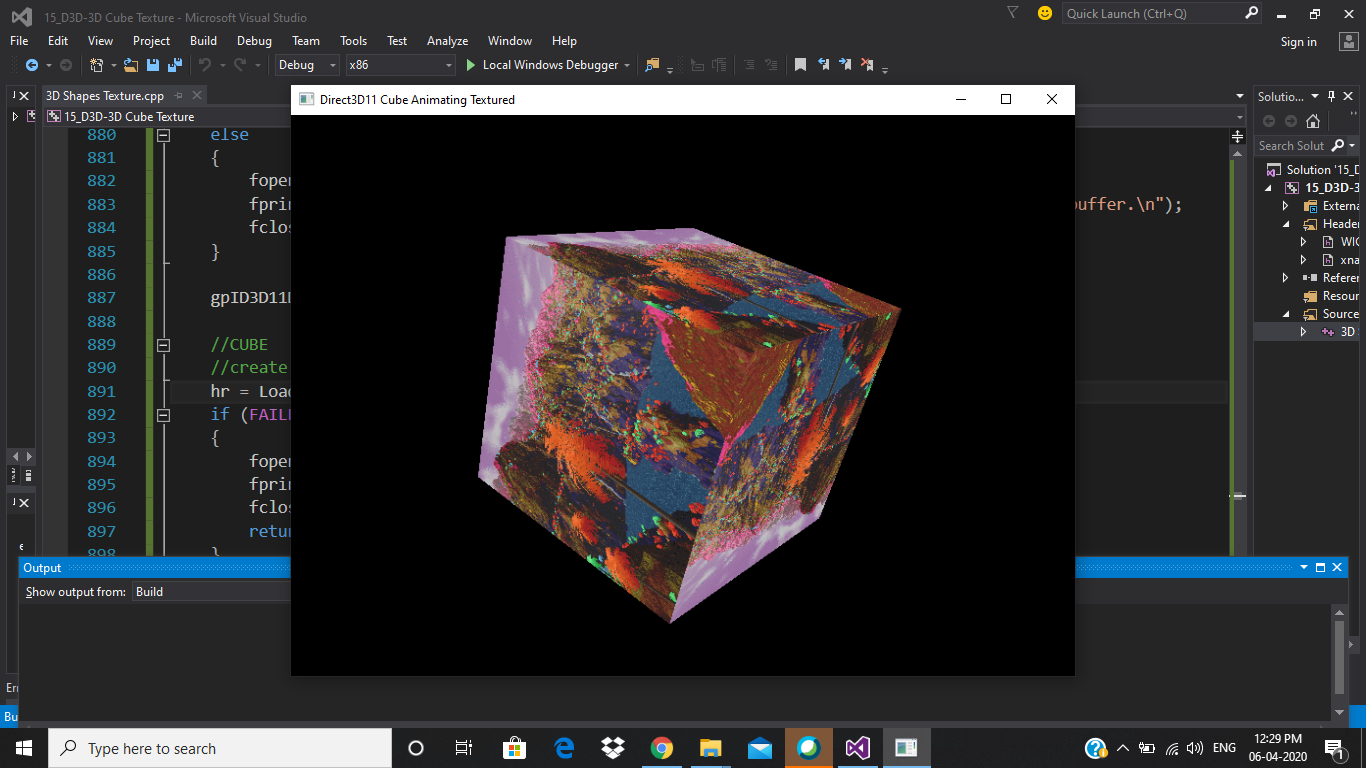 15_D3D-3D Cube Texture - Microsoft Visual Studio
Quick Launch (Ctrl+Q)
File Edit View Project Build Debug Team Tools Test Analyze Window Help
Sign in
Debug x86 Local Windows Debugger
3D Shapes Texture.cpp
Direct3D11 Cube Animating Textured
Solutio...
15_D3D-3D Cube Texture
Search Solut
880 else
881 {
882 fopen
883 fprin uffer.\n");
884 fclos
885 }
886
887 gpID3D11D
888
889 //CUBE
890 //create
891 hr = Load
892 if (FAILE
893 {
894 fopen
895 fprin
896 fclos
897 retur
898 }
Solution '15_D
15_D3D-3
Externa
Header
WIC
xna
Referen
Resour
Source
3D
Output
Show output from: Build
Err
Bu
Type here to search
ENG
12:29 PM
06-04-2020
1